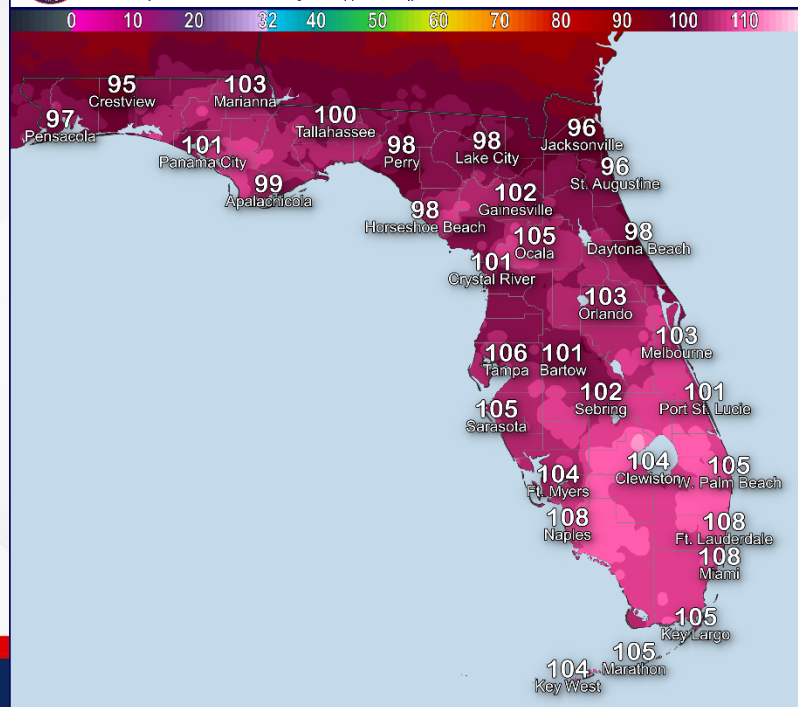 0 10 20 32 40 50 60 70 80 90 100 110
95
Crestview
103
Marianna
97
Pensacola
100
Tallahassee
101
Panama City
98
Perry
98
Lake City
96
Jacksonville
96
St. Augustine
99
Apalachicola
98
Horseshoe Beach
102
Gainesville
105
Ocala
98
Daytona Beach
101
Crystal River
103
Orlando
103
Melbourne
106
Tampa
101
Bartow
102
Sebring
101
Port St. Lucie
105
Sarasota
104
Ft. Myers
104
Clewiston
105
W. Palm Beach
108
Naples
108
Ft. Lauderdale
108
Miami
105
Key Largo
105
Marathon
104
Key West